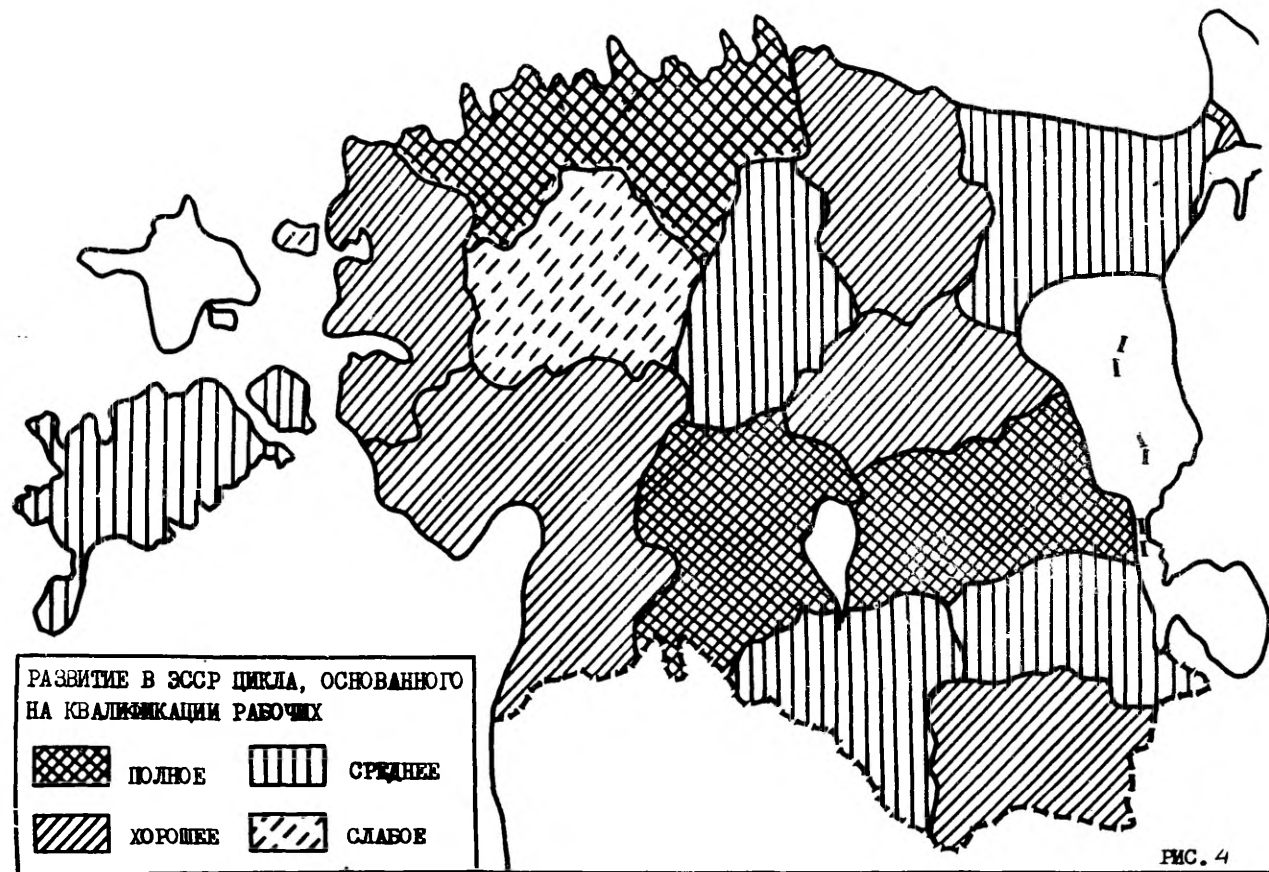 РАЗВИТИЕ В ЭССР ЦИКЛА, ОСНОВАННОГО
НА КВАЛИФИКАЦИИ РАБОЧИХ
ПОЛНОЕ
СРЕДНЕЕ
ХОРОШЕЕ
СЛАБОЕ
РИС. 4